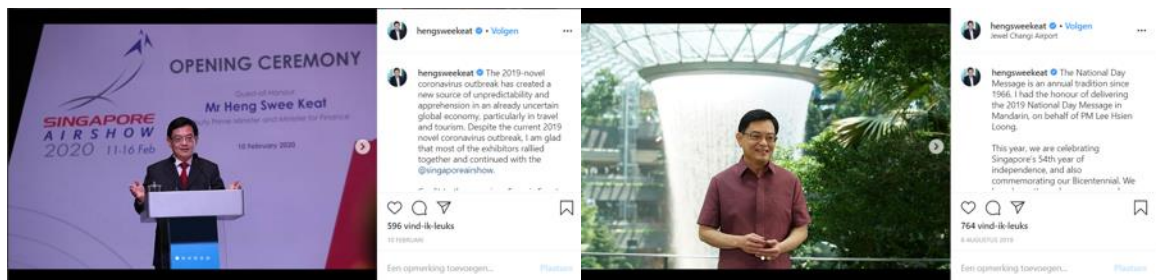 OPENING CEREMONY
Guest-of-Honour
Mr Heng Swee Keat
Deputy Prime Minister and Minister for Finance
10 February 2020
SINGAPORE
AIRSHOW
2020 11-16 Feb
hengsweekeat • Volgen
hengsweekeat The 2019-novel
coronavirus outbreak has created a
new source of unpredictability and
apprehension in an already uncertain
global economy, particularly in travel
and tourism. Despite the current 2019
novel coronavirus outbreak, I am glad
that most of the exhibitors rallied
together and continued with the
@singaporeairshow.
596 vind-ik-leuks
10 FEBRUARI
Een opmerking toevoegen...
Plaatsen
hengsweekeat • Volgen
Jewel Changi Airport
hengsweekeat The National Day
Message is an annual tradition since
1966. I had the honour of delivering
the 2019 National Day Message in
Mandarin, on behalf of PM Lee Hsien
Loong.
This year, we are celebrating
Singapore's 54th year of
independence, and also
commemorating our Bicentennial. We
764 vind-ik-leuks
8 AUGUSTUS 2019
Een opmerking toevoegen...
Plaatsen